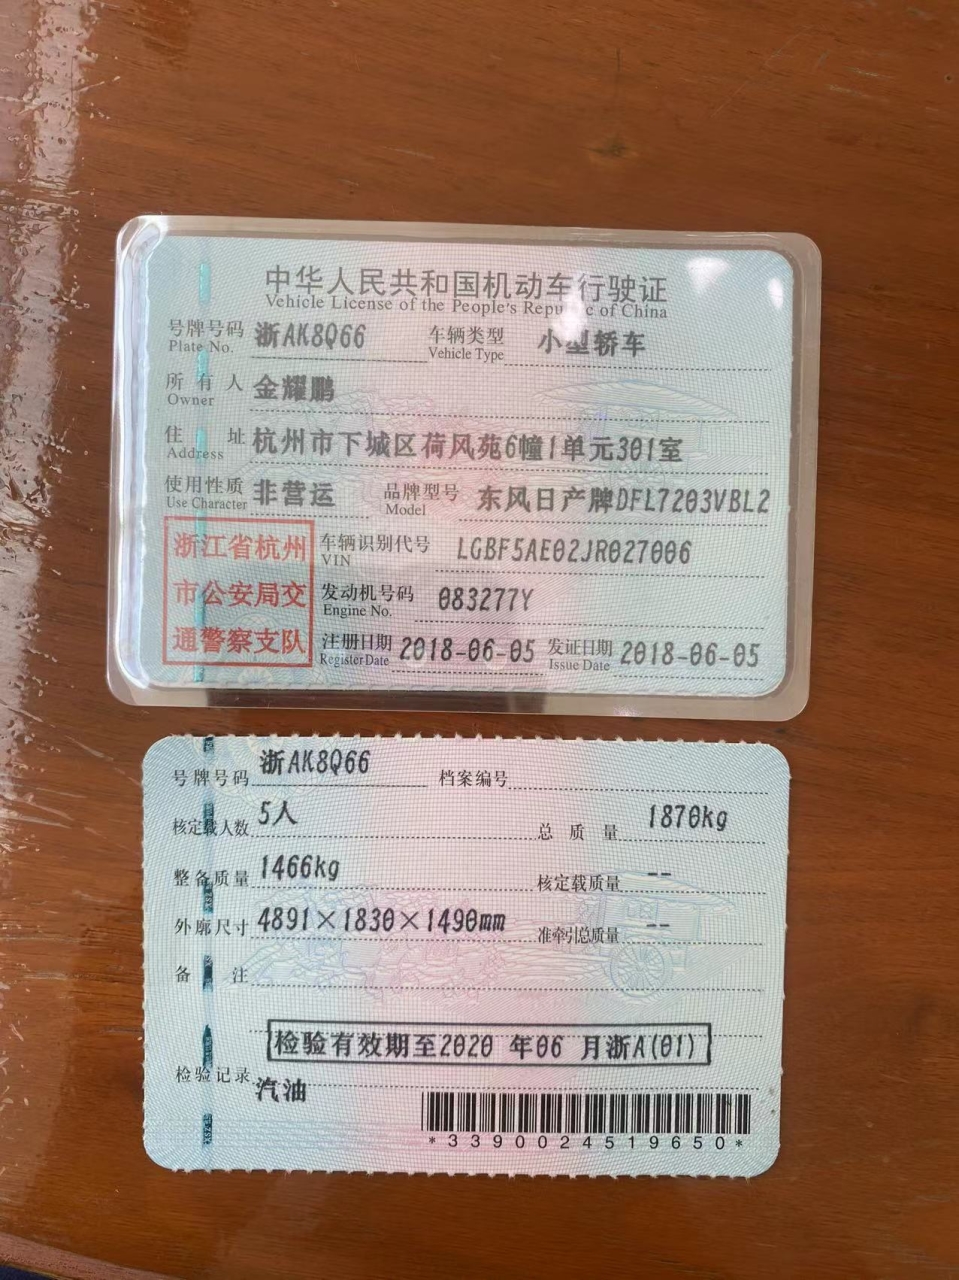 中华人民共和国机动车行驶证
Vehicle License of the People's Republic of China
号牌号码 浙AK8Q66 车辆类型 小型轿车
Plate No. Vehicle Type
所有人 金耀鹏
Owner
住址 杭州市下城区荷风苑6幢1单元301室
Address
使用性质 非营运 品牌型号 东风日产牌DFL7203VBL2
Use Character Model
浙江省杭州
市公安局交
通警察支队
车辆识别代号 LGBF5AE02JR027006
VIN
发动机号码 083277Y
Engine No.
注册日期 2018-06-05 发证日期 2018-06-05
Register Date Issue Date
号牌号码 浙AK8Q66 档案编号
核定载人数 5人 总质量 1870kg
整备质量 1466kg 核定载质量 --
外廓尺寸 4891×1830×1490mm 准牵引总质量 --
备注
检验有效期至2020 年06 月浙A(01)
检验记录
汽油
*3390024519650*